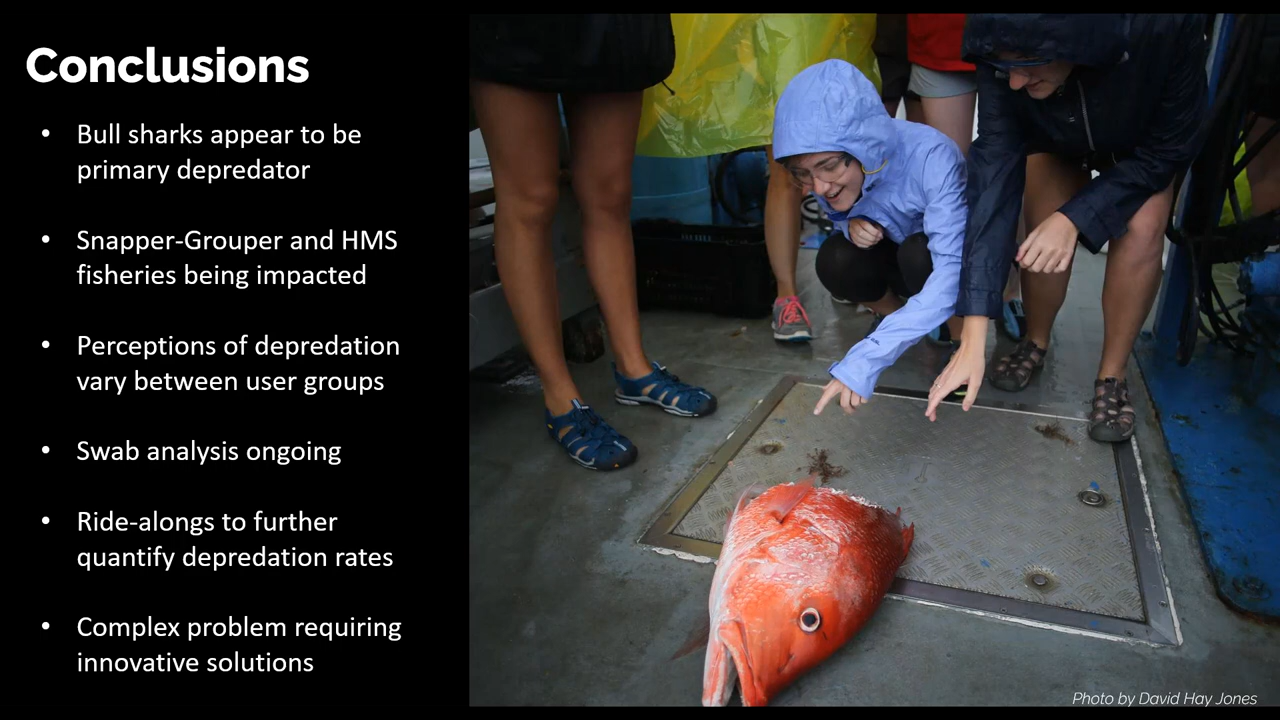 Conclusions
• Bull sharks appear to be
primary depredator
• Snapper-Grouper and HMS
fisheries being impacted
• Perceptions of depredation
vary between user groups
• Swab analysis ongoing
• Ride-alongs to further
quantify depredation rates
• Complex problem requiring
innovative solutions
Photo by David Hay Jones